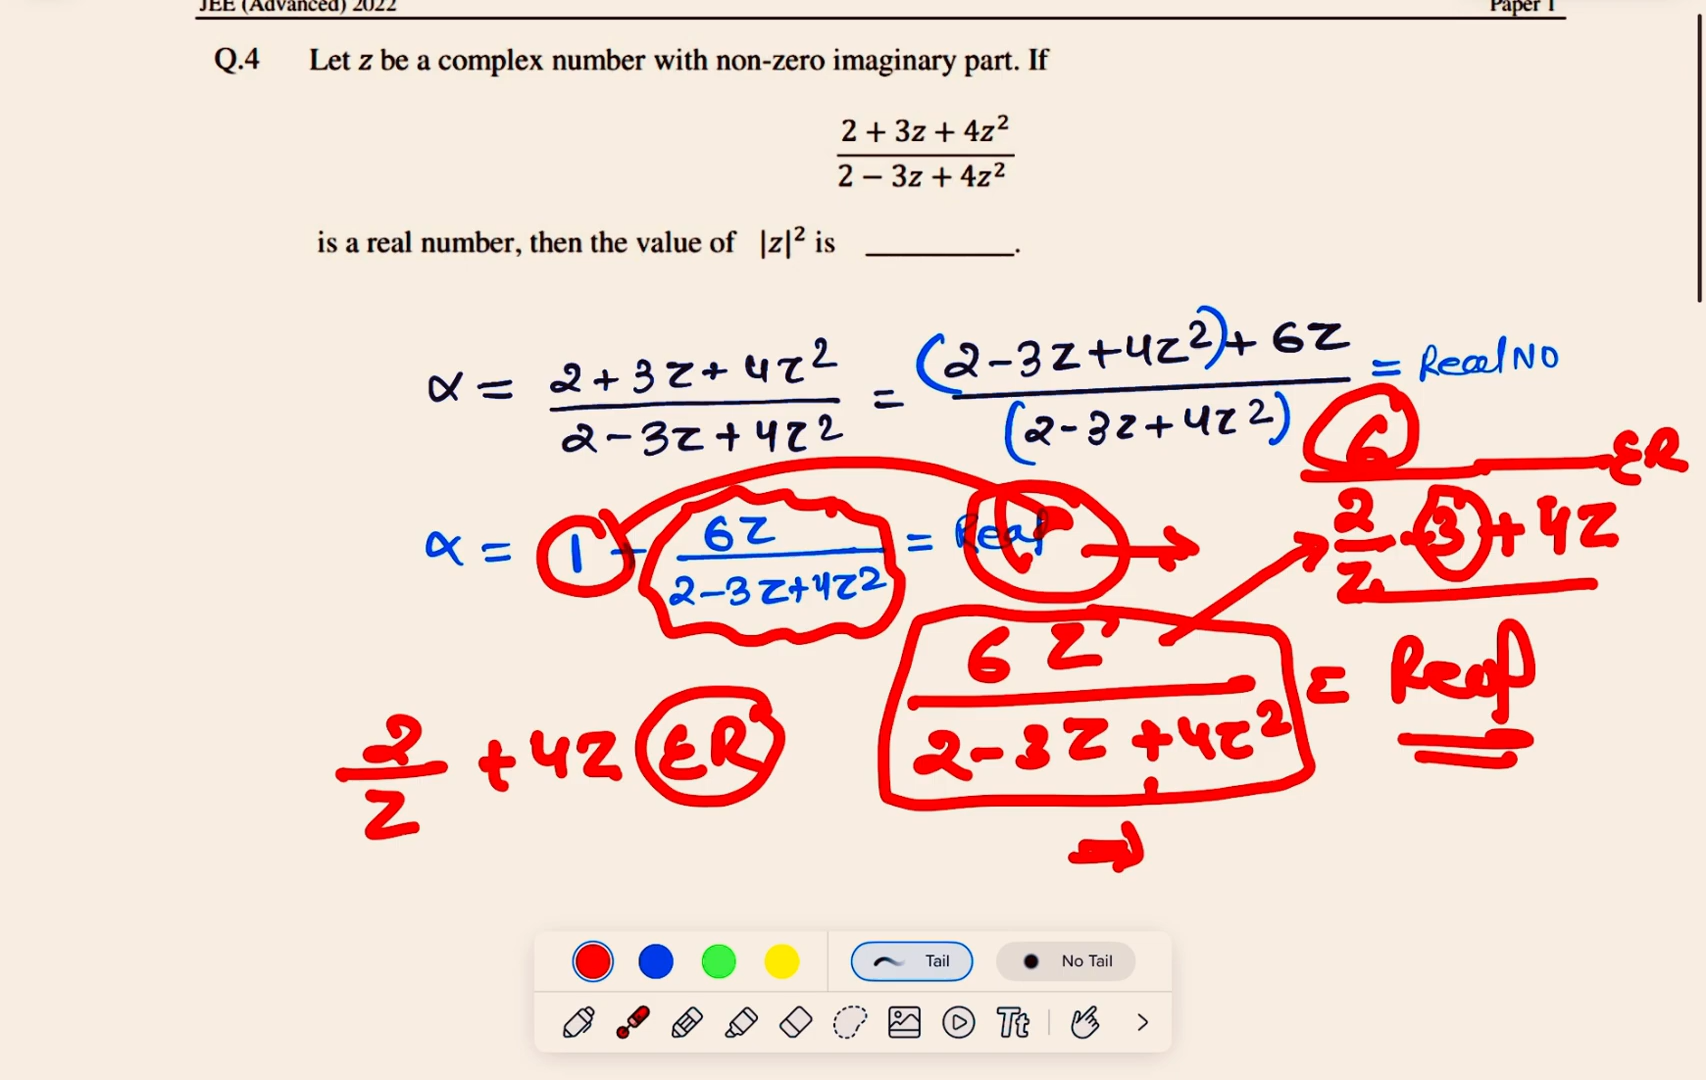 JEE (Advanced) 2022 Paper 1
Q.4 Let z be a complex number with non-zero imaginary part. If
2 + 3z + 4z²
2 − 3z + 4z²
is a real number, then the value of |z|² is ________.
α = 2+3z+4z² / 2-3z+4z² = (2-3z+4z²)+6z / (2-3z+4z²) = Real NO
6 / 2/z - 3 + 4z ER
α = 1 + 6z / 2-3z+4z² = Real
6z / 2-3z+4z² = Real
2/z + 4z ER
Tail No Tail
Tt